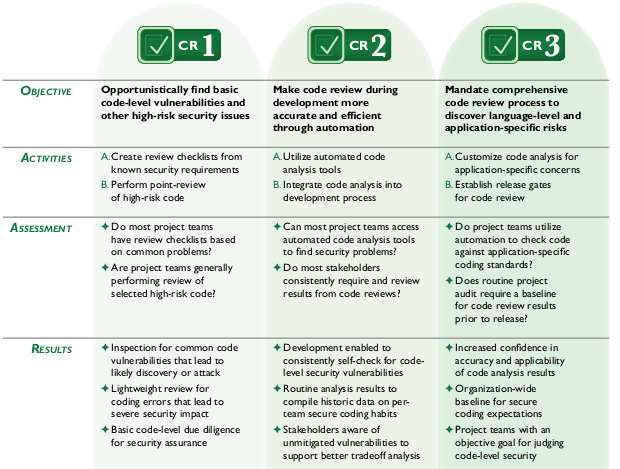 CR 1
CR 2
CR 3
OBJECTIVE
Opportunistically find basic
code-level vulnerabilities and
other high-risk security issues
Make code review during
development more
accurate and efficient
through automation
Mandate comprehensive
code review process to
discover language-level and
application-specific risks
ACTIVITIES
A. Create review checklists from
known security requirements
B. Perform point-review
of high-risk code
A. Utilize automated code
analysis tools
B. Integrate code analysis into
development process
A. Customize code analysis for
application-specific concerns
B. Establish release gates
for code review
ASSESSMENT
✦ Do most project teams
have review checklists based
on common problems?
✦ Are project teams generally
performing review of
selected high-risk code?
✦ Can most project teams access
automated code analysis tools
to find security problems?
✦ Do most stakeholders
consistently require and review
results from code reviews?
✦ Do project teams utilize
automation to check code
against application-specific
coding standards?
✦ Does routine project
audit require a baseline
for code review results
prior to release?
RESULTS
✦ Inspection for common code
vulnerabilities that lead to
likely discovery or attack
✦ Lightweight review for
coding errors that lead to
severe security impact
✦ Basic code-level due diligence
for security assurance
✦ Development enabled to
consistently self-check for code-
level security vulnerabilities
✦ Routine analysis results to
compile historic data on per-
team secure coding habits
✦ Stakeholders aware of
unmitigated vulnerabilities to
support better tradeoff analysis
✦ Increased confidence in
accuracy and applicability
of code analysis results
✦ Organization-wide
baseline for secure
coding expectations
✦ Project teams with an
objective goal for judging
code-level security